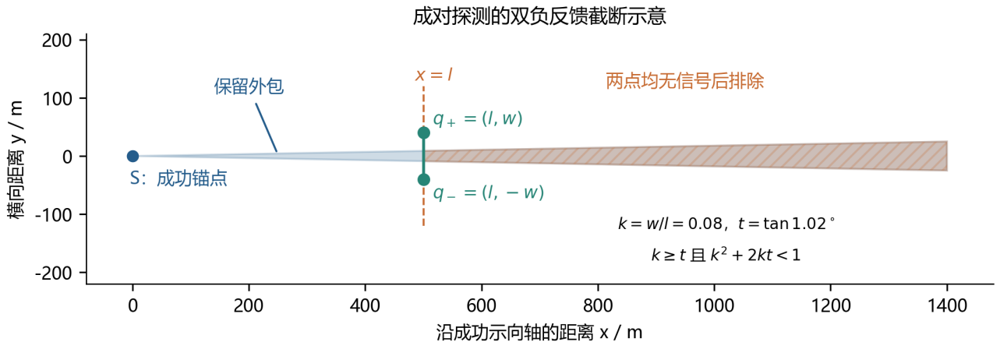 成对探测的双负反馈截断示意
200
100
0
-100
-200
横向距离 y / m
保留外包
x = l
两点均无信号后排除
q₊ = (l, w)
S：成功锚点
q₋ = (l, − w)
k = w/l = 0.08，t = tan 1.02°
k ≥ t 且 k² + 2kt < 1
0 200 400 600 800 1000 1200 1400
沿成功示向轴的距离 x / m